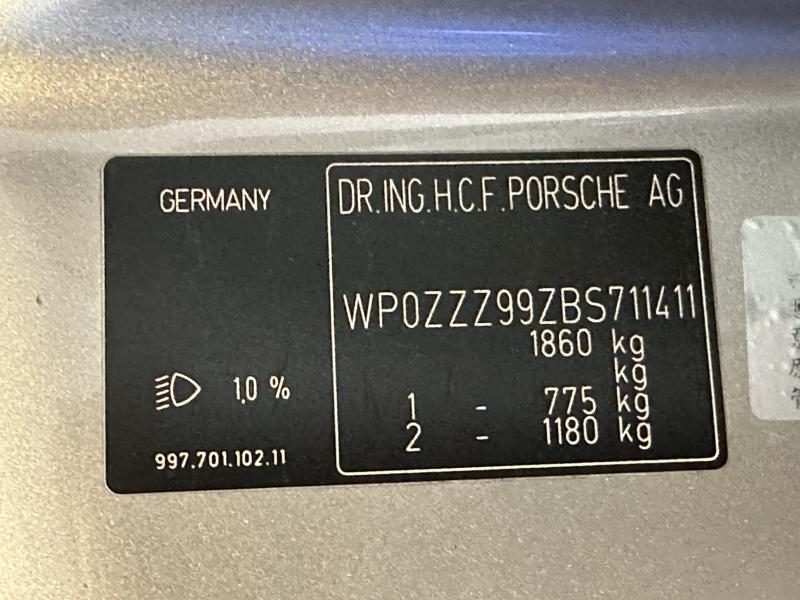 GERMANY
DR.ING.H.C.F.PORSCHE AG
WP0ZZZ99ZBS711411
1860 kg
kg
1 - 775 kg
2 - 1180 kg
1,0 %
997.701.102.11